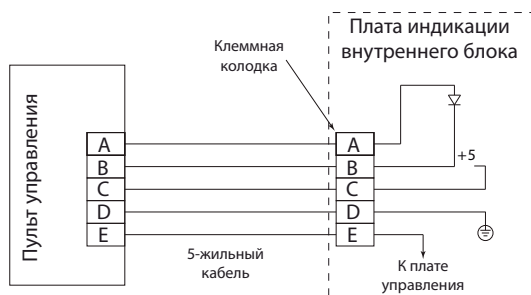 Плата индикации
внутреннего блока
Клеммная
колодка
Пульт управления
A
B
C
D
E
A
B
C
D
E
+5
5-жильный
кабель
К плате
управления